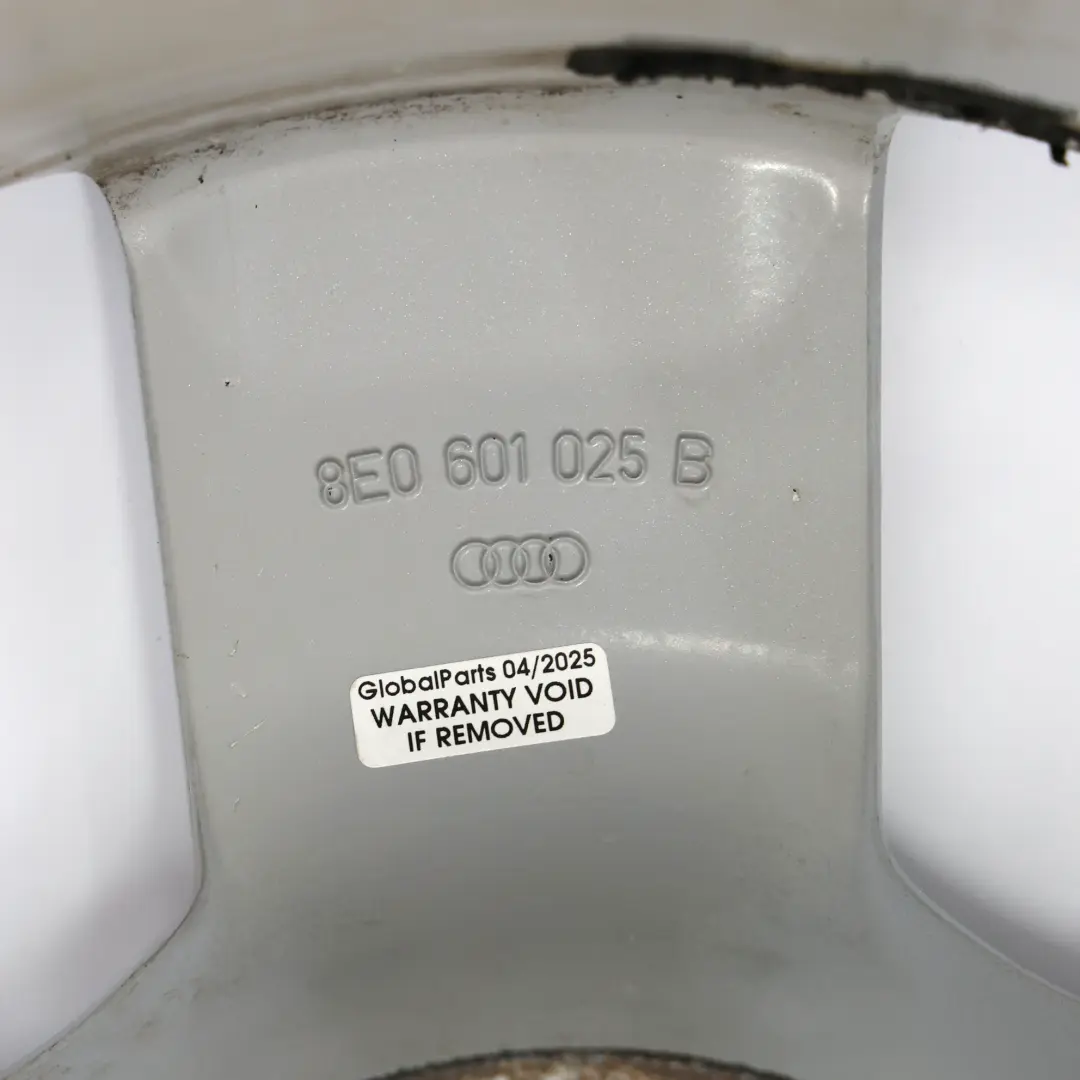 8E0 601 025 B
GlobalParts 04/2025
WARRANTY VOID
IF REMOVED